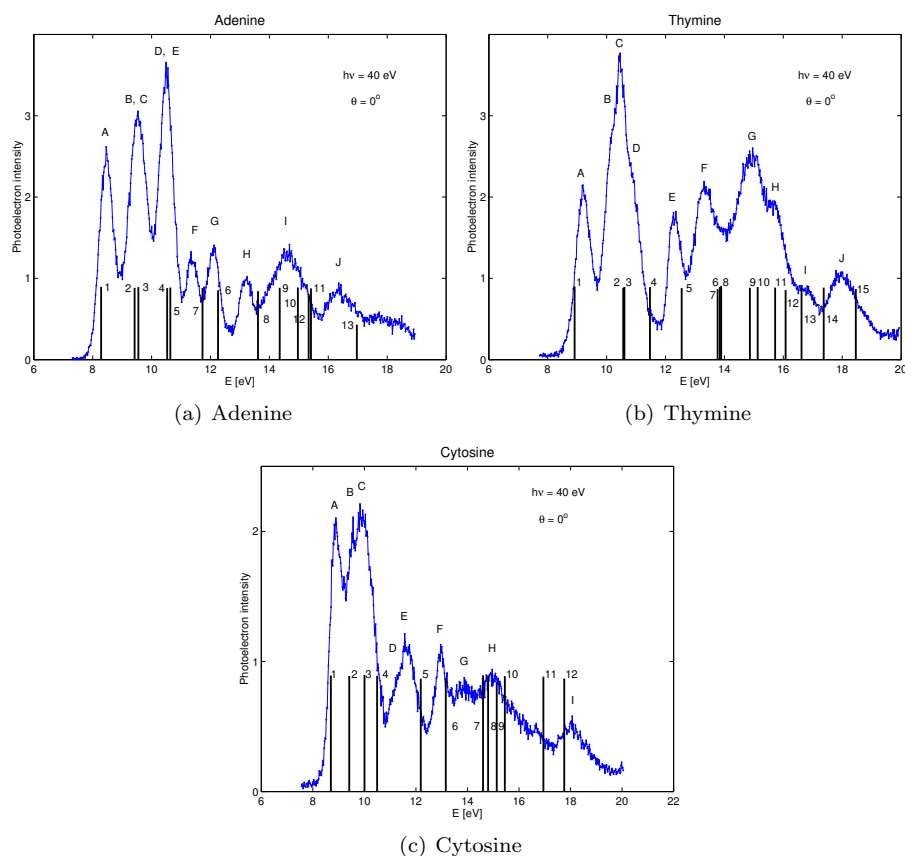 Adenine
D, E
B, C
A
F
G
H
I
J
hν = 40 eV
θ = 0°
Photoelectron intensity
3
2
1
0
1 2 3 4 5 7 6 8 9 10 12 11 13
6 8 10 12 14 16 18 20
E [eV]
(a) Adenine
Thymine
C
B
D
A
E
F
G
H
I
J
hν = 40 eV
θ = 0°
Photoelectron intensity
4
3
2
1
0
1 2 3 4 5 6 7 8 9 10 11 12 13 14 15
6 8 10 12 14 16 18 20
E [eV]
(b) Thymine
Cytosine
A
B
C
D
E
F
G
H
I
hν = 40 eV
θ = 0°
Photoelectron intensity
2
1
0
1 2 3 4 5 6 7 8 9 10 11 12
6 8 10 12 14 16 18 20 22
E [eV]
(c) Cytosine